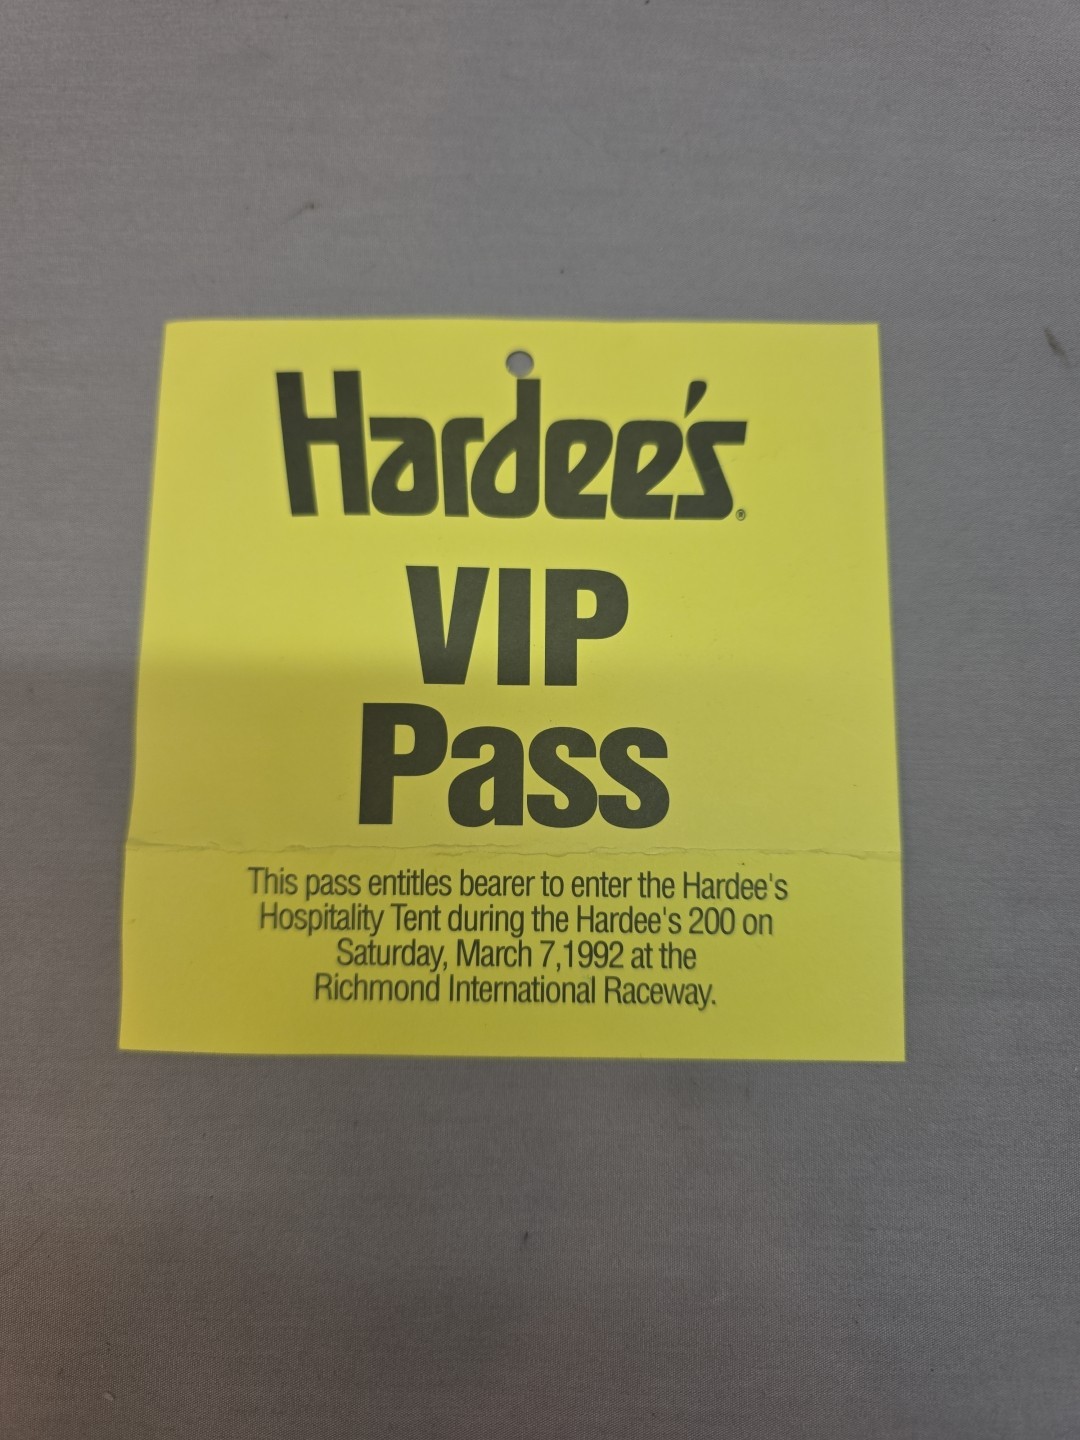 Hardee's®
VIP
Pass
This pass entitles bearer to enter the Hardee's
Hospitality Tent during the Hardee's 200 on
Saturday, March 7,1992 at the
Richmond International Raceway.